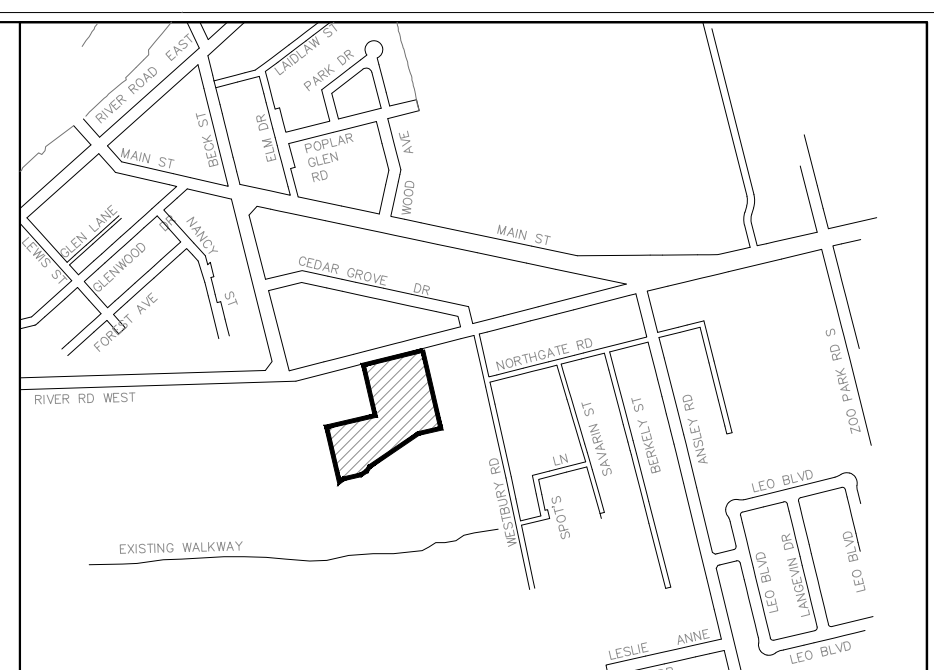 RIVER ROAD EAST
LAIDLAW ST
PARK DR
BECK ST
ELM DR
POPLAR
GLEN
RD
WOOD AVE
MAIN ST
MAIN ST
GLEN LANE
LEWIS ST
GLENWOOD DR
NANCY ST
FOREST AVE
CEDAR GROVE DR
NORTHGATE RD
RIVER RD WEST
WESTBURY RD
SPOT'S LN
SAVARIN ST
BERKELY ST
ANSLEY RD
ZOO PARK RD S
EXISTING WALKWAY
LEO BLVD
LEO BLVD
LANGEVIN DR
LEO BLVD
LEO BLVD
LESLIE ANNE